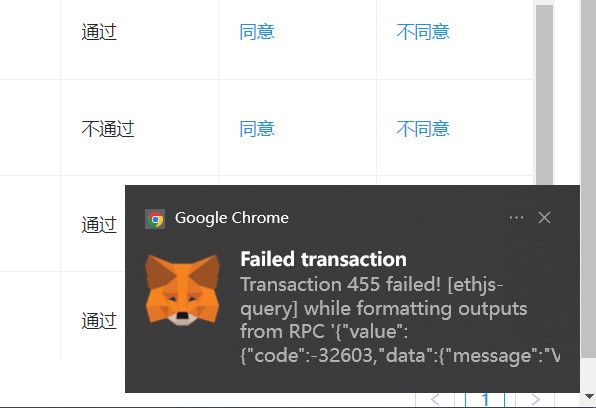 通过 同意 不同意
不通过 同意 不同意
通过
通过
Google Chrome
Failed transaction
Transaction 455 failed! [ethjs-
query] while formatting outputs
from RPC '{"value":
{"code":-32603,"data":{"message":"V
1